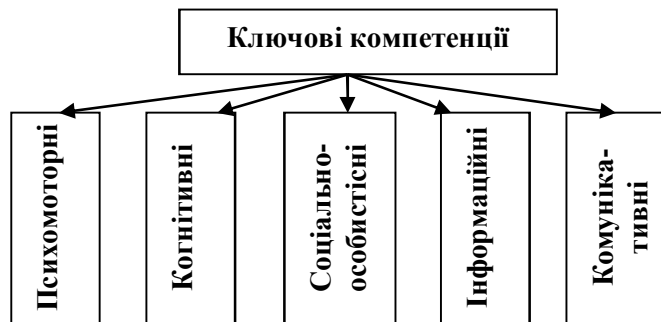 Ключові компетенції
Психомоторні
Когнітивні
Соціально-
особистісні
Інформаційні
Комуніка-
тивні